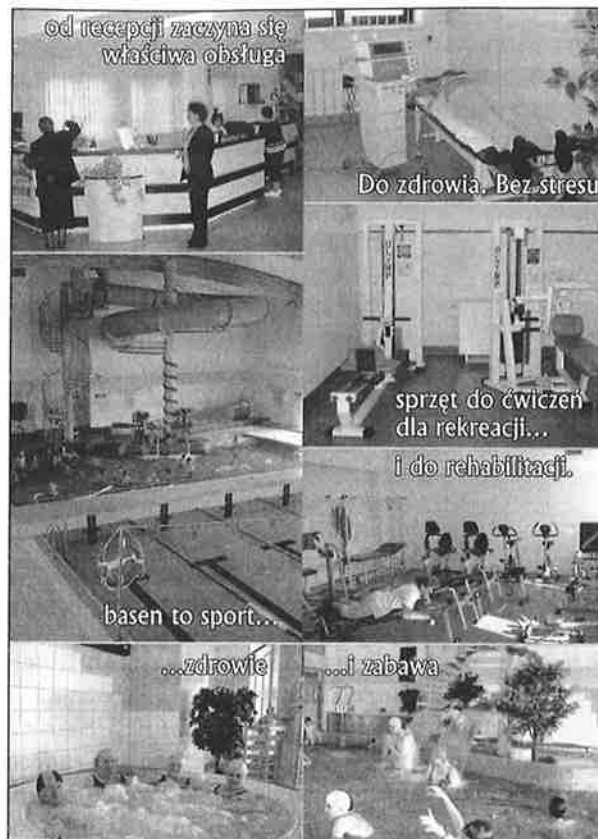 od recepcji zaczyna się
właściwa obsługa
Do zdrowia. Bez stresu
sprzęt do ćwiczeń
dla rekreacji...
i do rehabilitacji.
basen to sport...
...zdrowie
...i zabawa